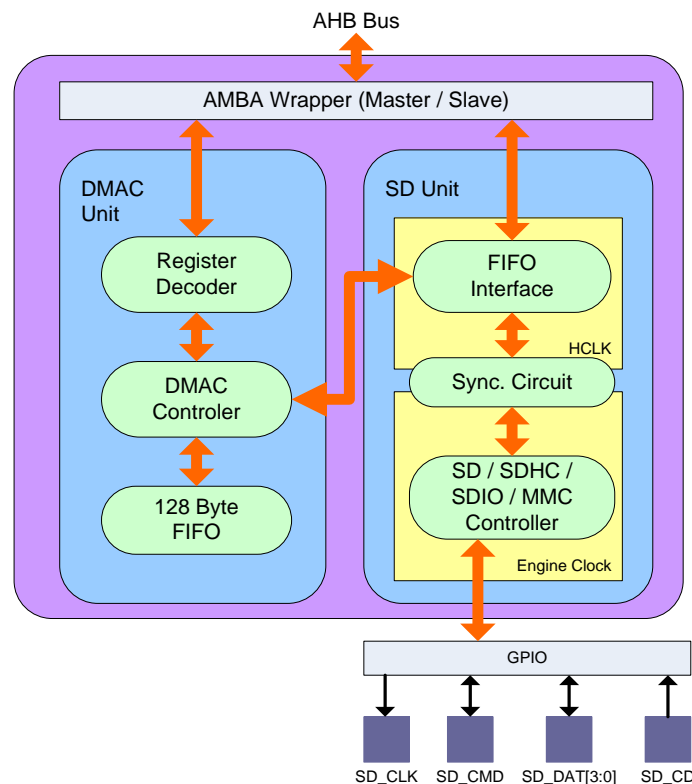 AHB Bus
AMBA Wrapper (Master / Slave)
DMAC
Unit
Register
Decoder
DMAC
Controler
128 Byte
FIFO
SD Unit
FIFO
Interface
HCLK
Sync. Circuit
SD / SDHC /
SDIO / MMC
Controller
Engine Clock
GPIO
SD_CLK
SD_CMD
SD_DAT[3:0]
SD_CD